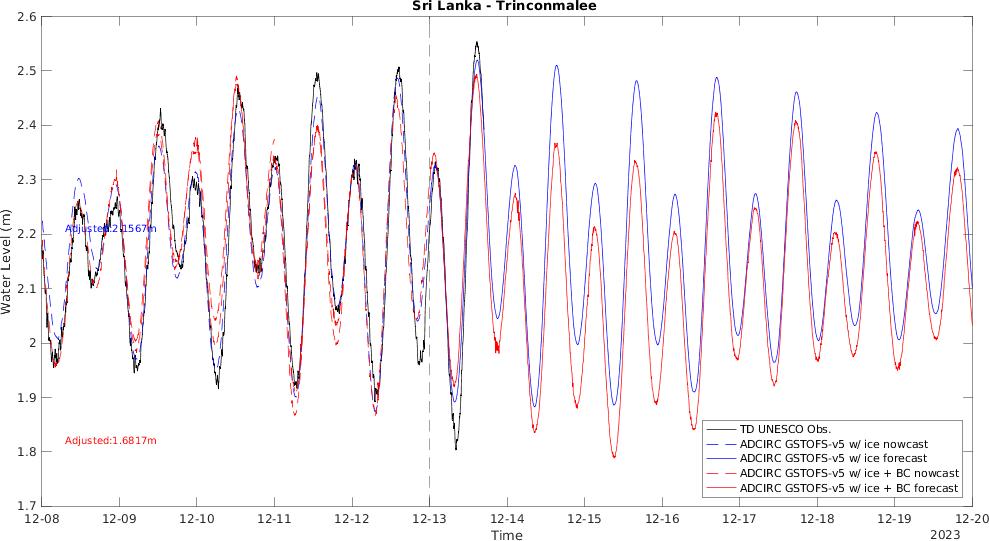 Sri Lanka - Trinconmalee
2.6
2.5
2.4
2.3
2.2
2.1
2
1.9
1.8
1.7
Water Level (m)
Adjusted:2.1567m
Adjusted:1.6817m
TD UNESCO Obs.
ADCIRC GSTOFS-v5 w/ ice nowcast
ADCIRC GSTOFS-v5 w/ ice forecast
ADCIRC GSTOFS-v5 w/ ice + BC nowcast
ADCIRC GSTOFS-v5 w/ ice + BC forecast
12-08 12-09 12-10 12-11 12-12 12-13 12-14 12-15 12-16 12-17 12-18 12-19 12-20
Time
2023